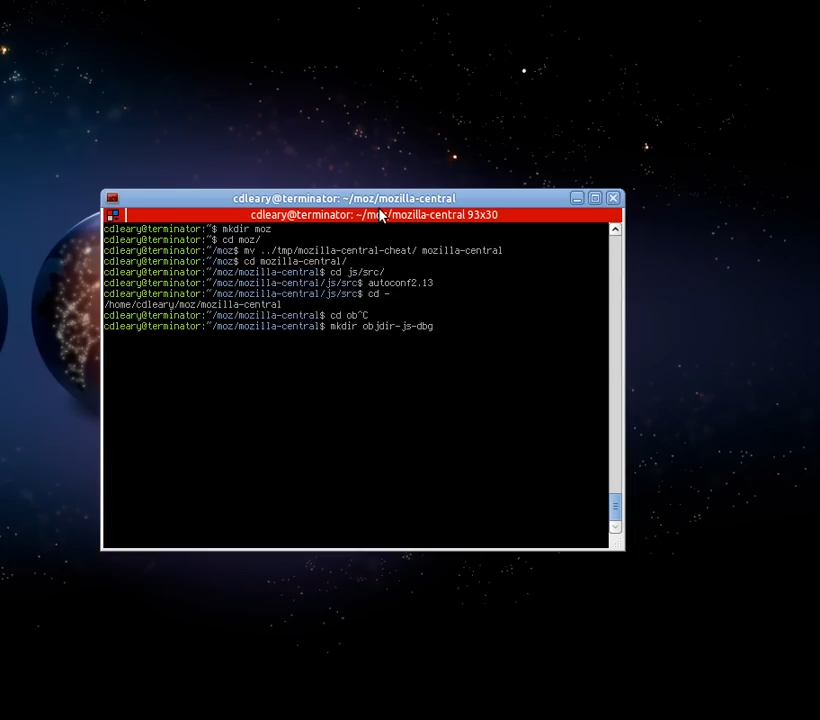 cdleary@terminator: ~/moz/mozilla-central
cdleary@terminator: ~/moz/mozilla-central 93x30
cdleary@terminator:~$ mkdir moz
cdleary@terminator:~$ cd moz/
cdleary@terminator:~/moz$ mv ../tmp/mozilla-central-cheat/ mozilla-central
cdleary@terminator:~/moz$ cd mozilla-central/
cdleary@terminator:~/moz/mozilla-central$ cd js/src/
cdleary@terminator:~/moz/mozilla-central/js/src$ autoconf2.13
cdleary@terminator:~/moz/mozilla-central/js/src$ cd -
/home/cdleary/moz/mozilla-central
cdleary@terminator:~/moz/mozilla-central$ cd ob^C
cdleary@terminator:~/moz/mozilla-central$ mkdir objdir-js-dbg